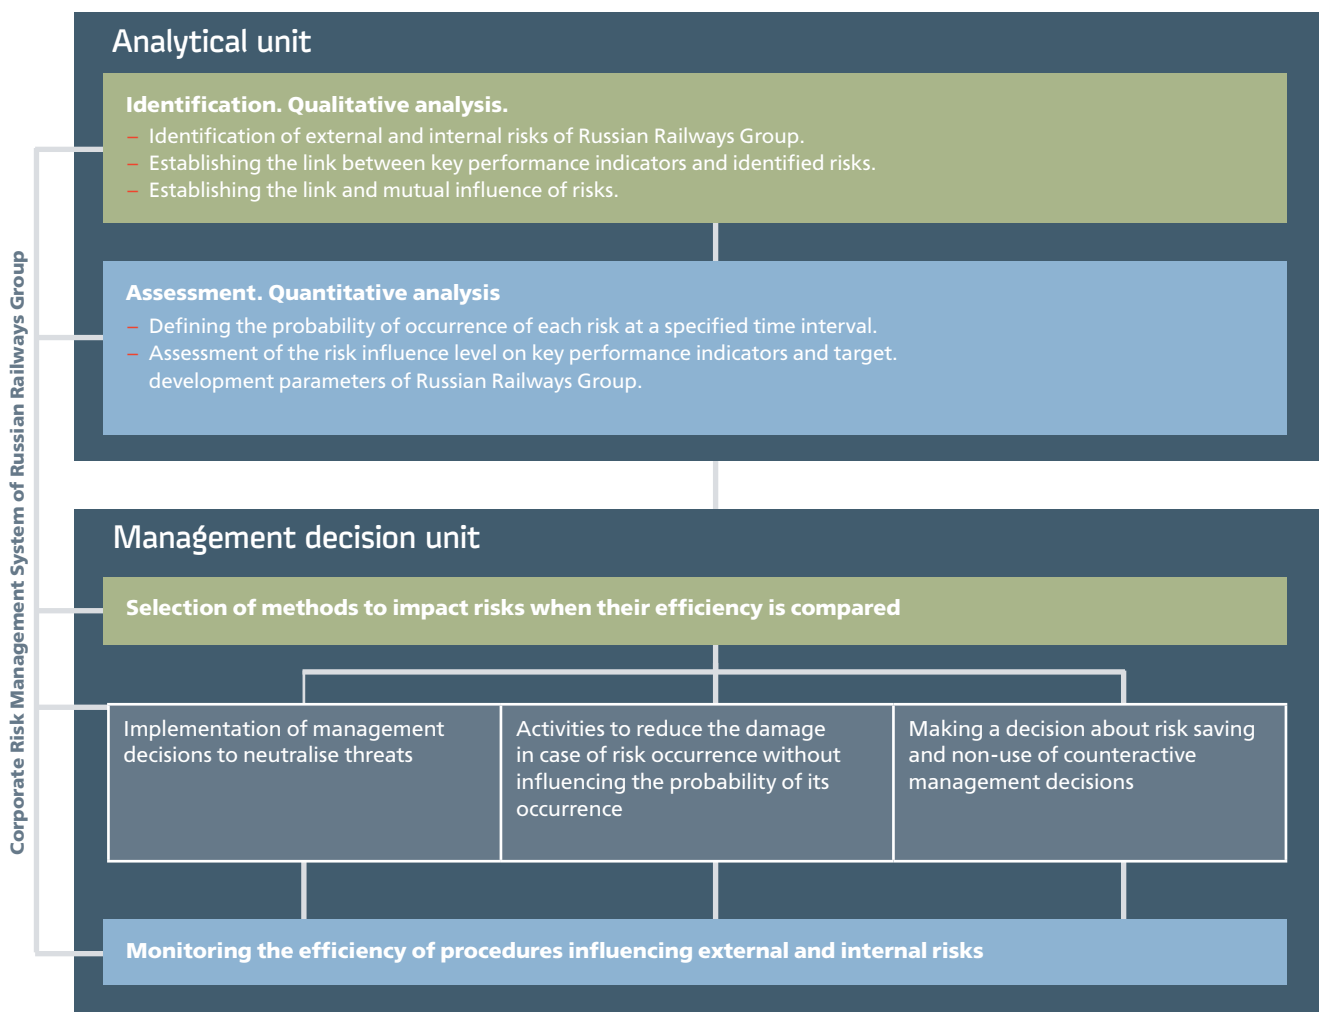 Corporate Risk Management System of Russian Railways Group
Analytical unit
Identification. Qualitative analysis.
– Identification of external and internal risks of Russian Railways Group.
– Establishing the link between key performance indicators and identified risks.
– Establishing the link and mutual influence of risks.
Assessment. Quantitative analysis
– Defining the probability of occurrence of each risk at a specified time interval.
– Assessment of the risk influence level on key performance indicators and target.
development parameters of Russian Railways Group.
Management decision unit
Selection of methods to impact risks when their efficiency is compared
Implementation of management
decisions to neutralise threats
Activities to reduce the damage
in case of risk occurrence without
influencing the probability of its
occurrence
Making a decision about risk saving
and non-use of counteractive
management decisions
Monitoring the efficiency of procedures influencing external and internal risks